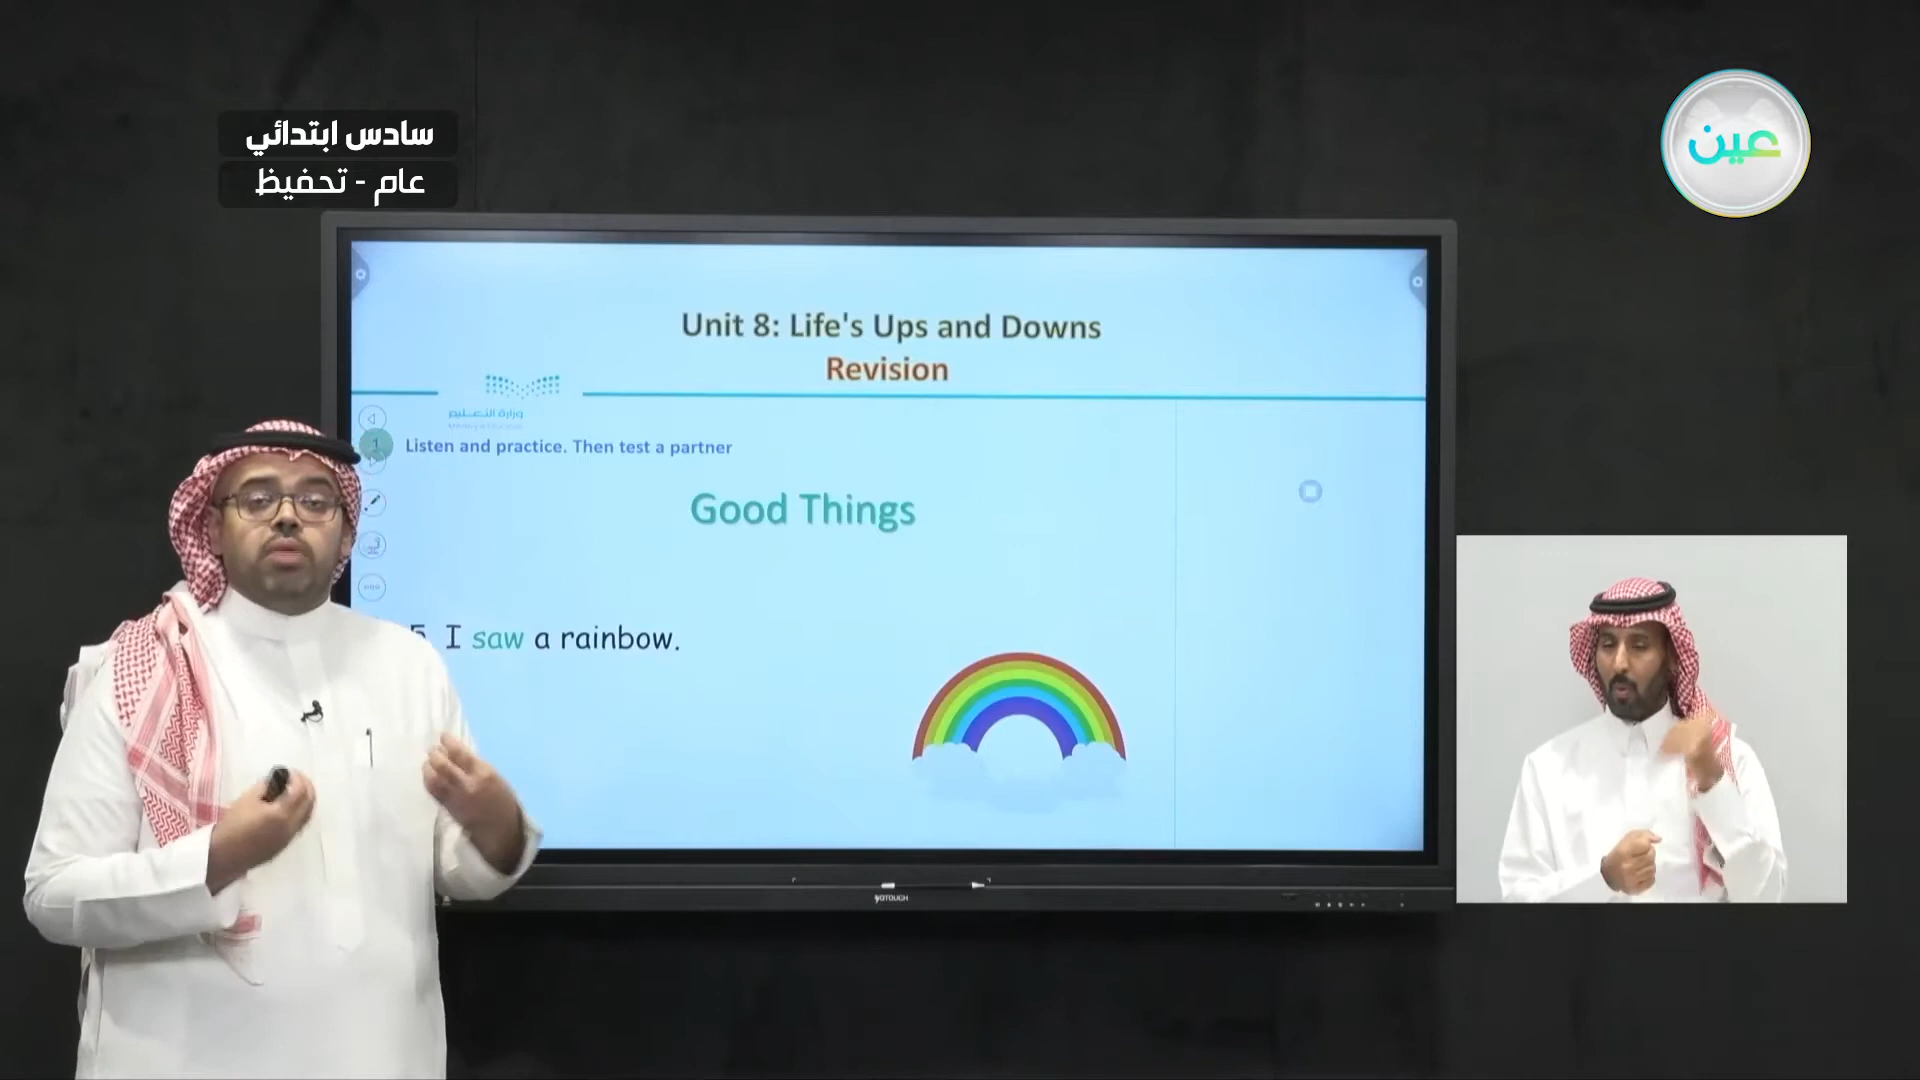 سادس ابتدائي
عام - تحفيظ
عين
Unit 8: Life's Ups and Downs
Revision
وزارة التعليم
1 Listen and practice. Then test a partner
Good Things
5. I saw a rainbow.